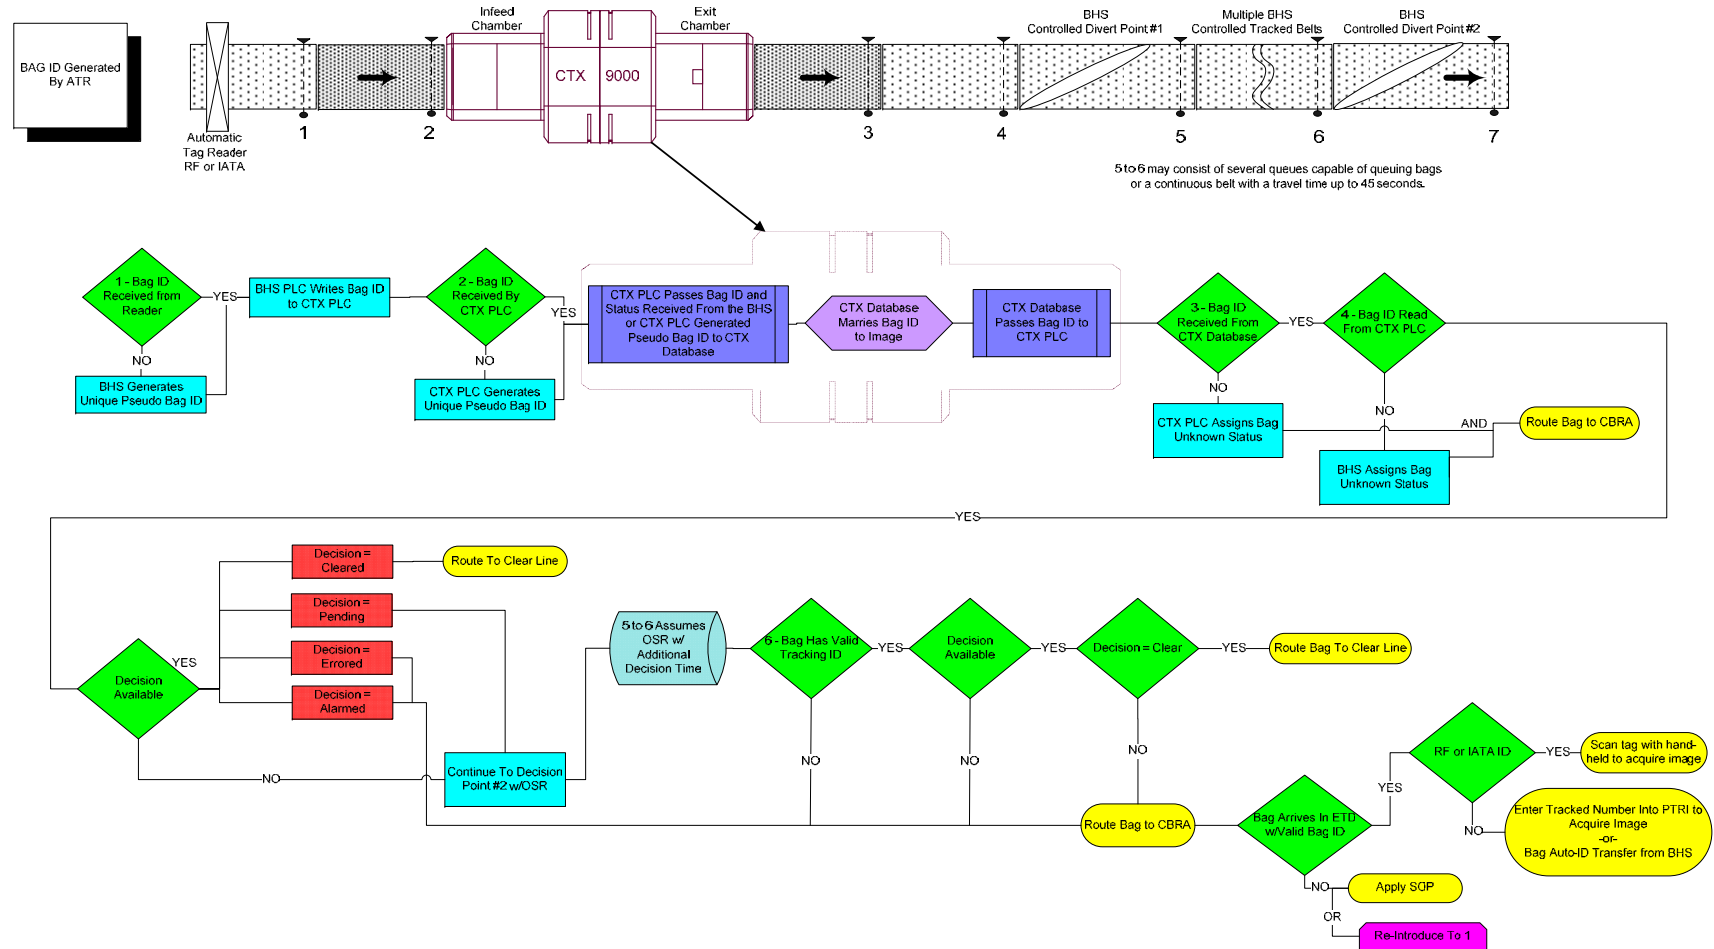 BAG ID Generated
By ATR
Automatic
Tag Reader
RF or IATA
1
2
Infeed
Chamber
CTX 9000
Exit
Chamber
3
4
BHS
Controlled Divert Point #1
5
Multiple BHS
Controlled Tracked Belts
6
BHS
Controlled Divert Point #2
7
5 to 6 may consist of several queues capable of queuing bags
or a continuous belt with a travel time up to 45 seconds.
1 - Bag ID
Received from
Reader
YES
NO
BHS Generates
Unique Pseudo Bag ID
BHS PLC Writes Bag ID
to CTX PLC
2 - Bag ID
Received By
CTX PLC
YES
NO
CTX PLC Generates
Unique Pseudo Bag ID
CTX PLC Passes Bag ID and
Status Received From the BHS
or CTX PLC Generated
Pseudo Bag ID to CTX
Database
CTX Database
Marries Bag ID
to Image
CTX Database
Passes Bag ID to
CTX PLC
3 - Bag ID
Received From
CTX Database
YES
NO
CTX PLC Assigns Bag
Unknown Status
4 - Bag ID Read
From CTX PLC
NO
BHS Assigns Bag
Unknown Status
AND
Route Bag to CBRA
YES
Decision
Available
YES
NO
Decision =
Cleared
Route To Clear Line
Decision =
Pending
Decision =
Errored
Decision =
Alarmed
Continue To Decision
Point #2 w/OSR
5 to 6 Assumes
OSR w/
Additional
Decision Time
6 - Bag Has Valid
Tracking ID
YES
NO
Decision
Available
YES
NO
Decision = Clear
YES
NO
Route Bag To Clear Line
Route Bag to CBRA
Bag Arrives In ETD
w/Valid Bag ID
YES
NO
Apply SOP
OR
Re-Introduce To 1
RF or IATA ID
YES
Scan tag with hand-
held to acquire image
NO
Enter Tracked Number Into PTRI to
Acquire Image
-or-
Bag Auto-ID Transfer from BHS